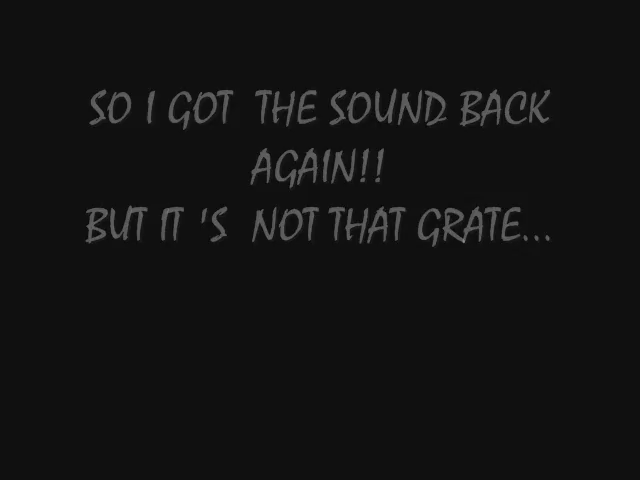 SO I GOT THE SOUND BACK
AGAIN!!
BUT IT 'S NOT THAT GRATE...